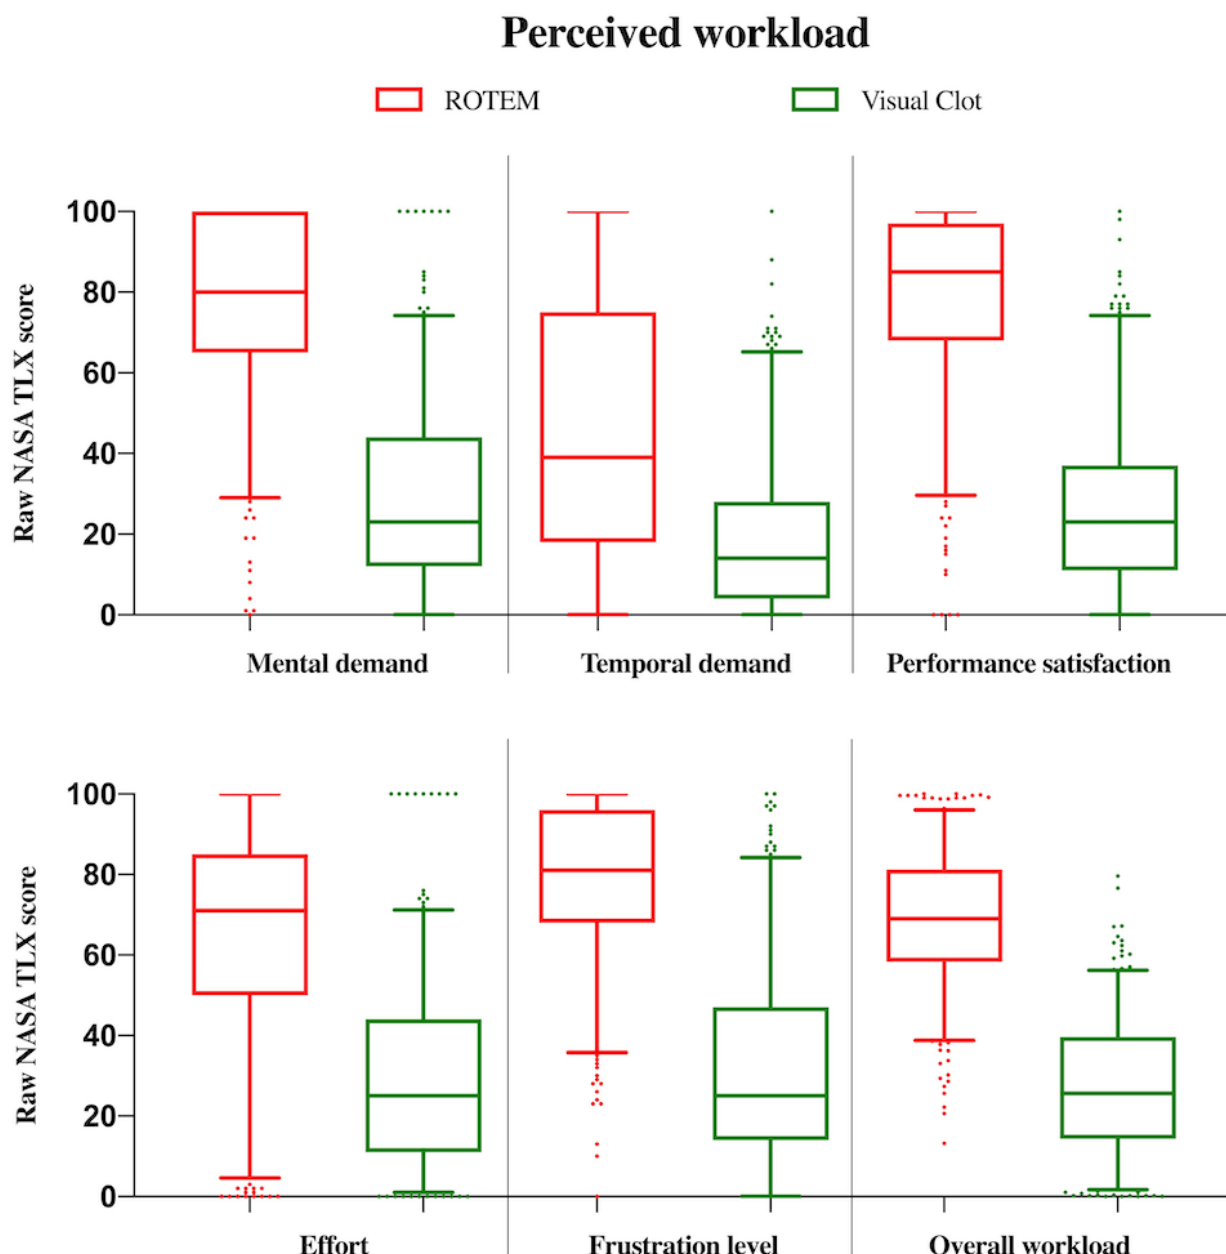 Perceived workload
ROTEM
Visual Clot
Raw NASA TLX score
100
80
60
40
20
0
Mental demand
Temporal demand
Performance satisfaction
Raw NASA TLX score
100
80
60
40
20
0
Effort
Frustration level
Overall workload